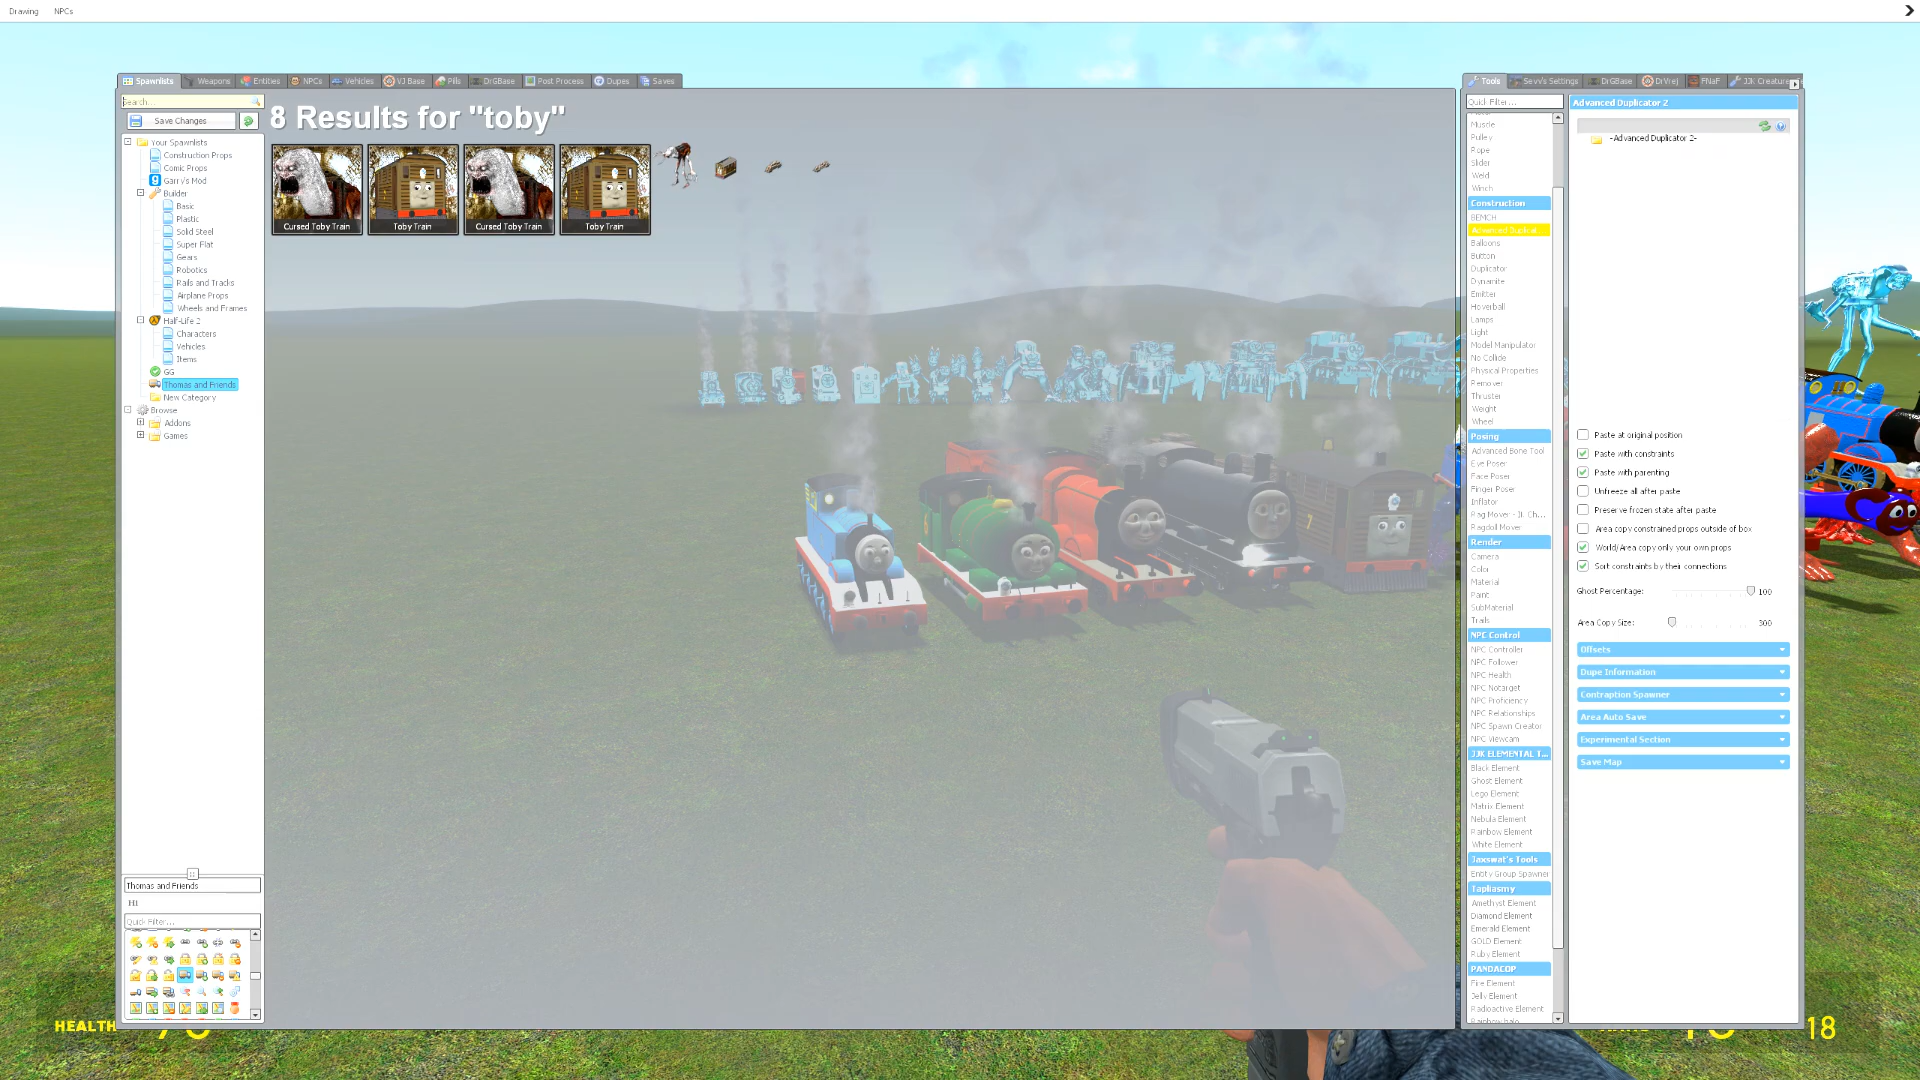 Drawing NPCs
Spawnlists Weapons Entities NPCs Vehicles VJ Base Pills DrGBase Post Process Dupes Saves
Search...
Save Changes
Your Spawnlists
Construction Props
Comic Props
Garry's Mod
Builder
Basic
Plastic
Solid Steel
Super Flat
Gears
Robotics
Rails and Tracks
Airplane Props
Wheels and Frames
Half-Life 2
Characters
Vehicles
Items
GG
Thomas and Friends
New Category
Browse
Addons
Games
Thomas and Friends
Hi
Quick Filter...
8 Results for "toby"
Cursed Toby Train
Toby Train
Cursed Toby Train
Toby Train
Tools Sevv's Settings DrGBase DrVrej FNaF JJK Creature
Quick Filter...
Muscle
Pulley
Rope
Slider
Weld
Winch
Construction
BEMCH
Advanced Duplicat...
Balloons
Button
Duplicator
Dynamite
Emitter
Hoverball
Lamps
Light
Model Manipulator
No Collide
Physical Properties
Remover
Thruster
Weight
Wheel
Posing
Advanced Bone Tool
Eye Poser
Face Poser
Finger Poser
Inflator
Rag Mover - IK Ch...
Ragdoll Mover
Render
Camera
Color
Material
Paint
SubMaterial
Trails
NPC Control
NPC Controller
NPC Follower
NPC Health
NPC Notarget
NPC Proficiency
NPC Relationships
NPC Spawn Creator
NPC Viewcam
JJK ELEMENTAL T...
Black Element
Ghost Element
Lego Element
Matrix Element
Nebula Element
Rainbow Element
White Element
Jaxswat's Tools
Entity Group Spawner
Tapliasmy
Amethyst Element
Diamond Element
Emerald Element
GOLD Element
Ruby Element
PANDACOP
Fire Element
Jelly Element
Radioactive Element
Rainbow halo
Advanced Duplicator 2
-Advanced Duplicator 2-
Paste at original position
Paste with constraints
Paste with parenting
Unfreeze all after paste
Preserve frozen state after paste
Area copy constrained props outside of box
World/Area copy only your own props
Sort constraints by their connections
Ghost Percentage: 100
Area Copy Size: 300
Offsets
Dupe Information
Contraption Spawner
Area Auto Save
Experimental Section
Save Map
HEALTH
18